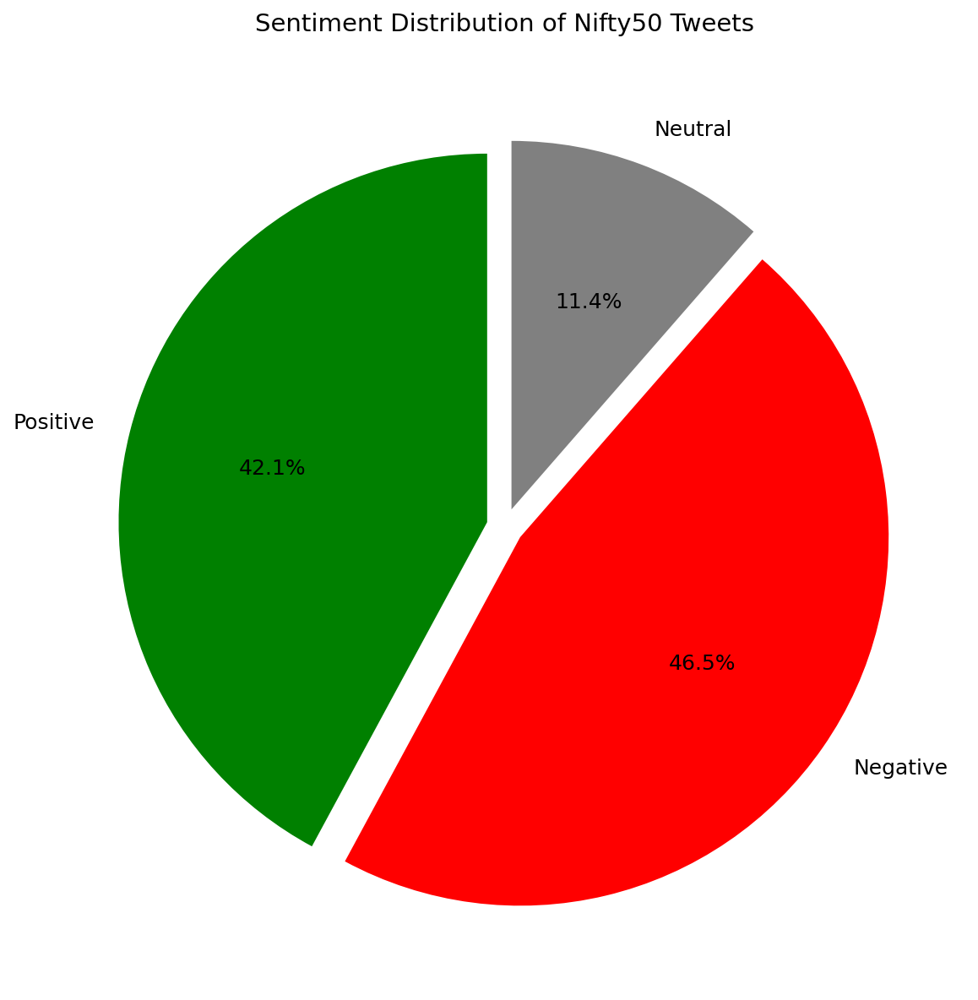 Sentiment Distribution of Nifty50 Tweets
Neutral
11.4%
Positive
42.1%
46.5%
Negative